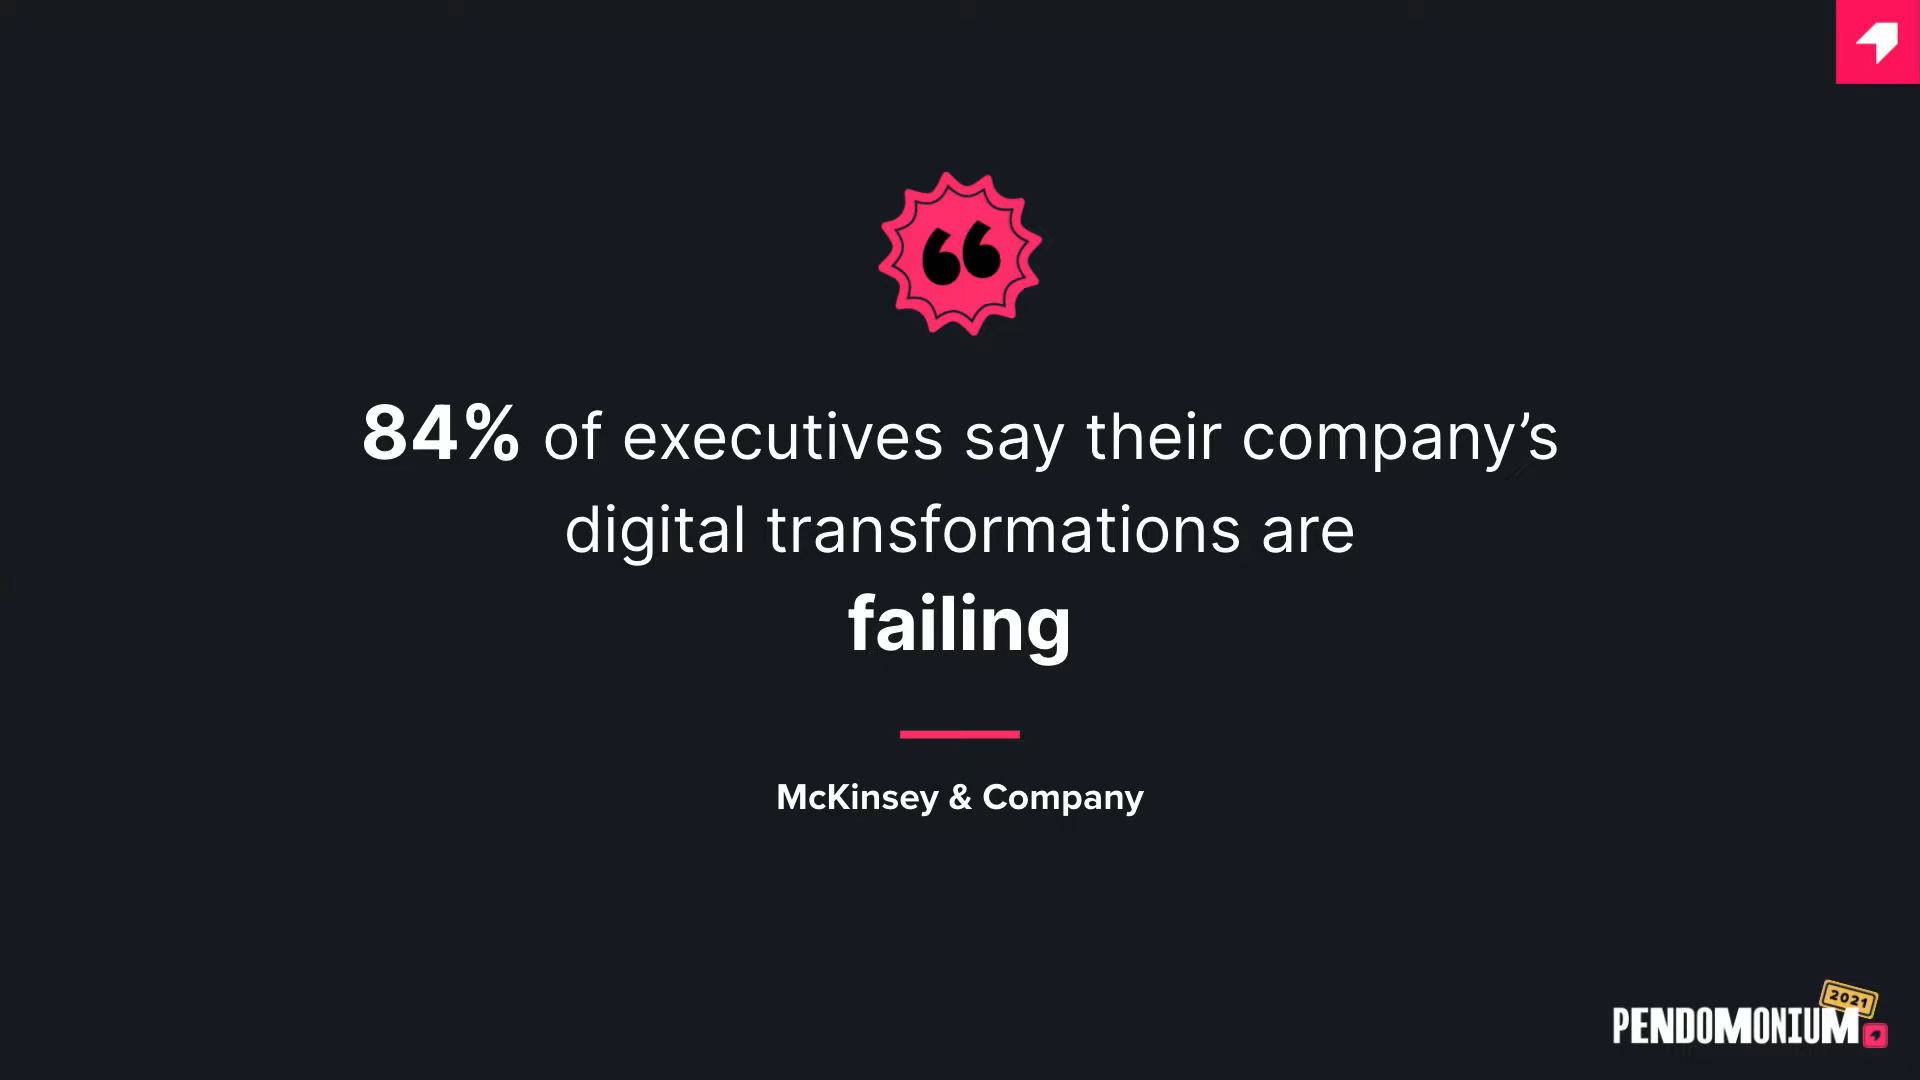 84% of executives say their company’s
digital transformations are
failing
McKinsey & Company
2021
PENDOMONIUM